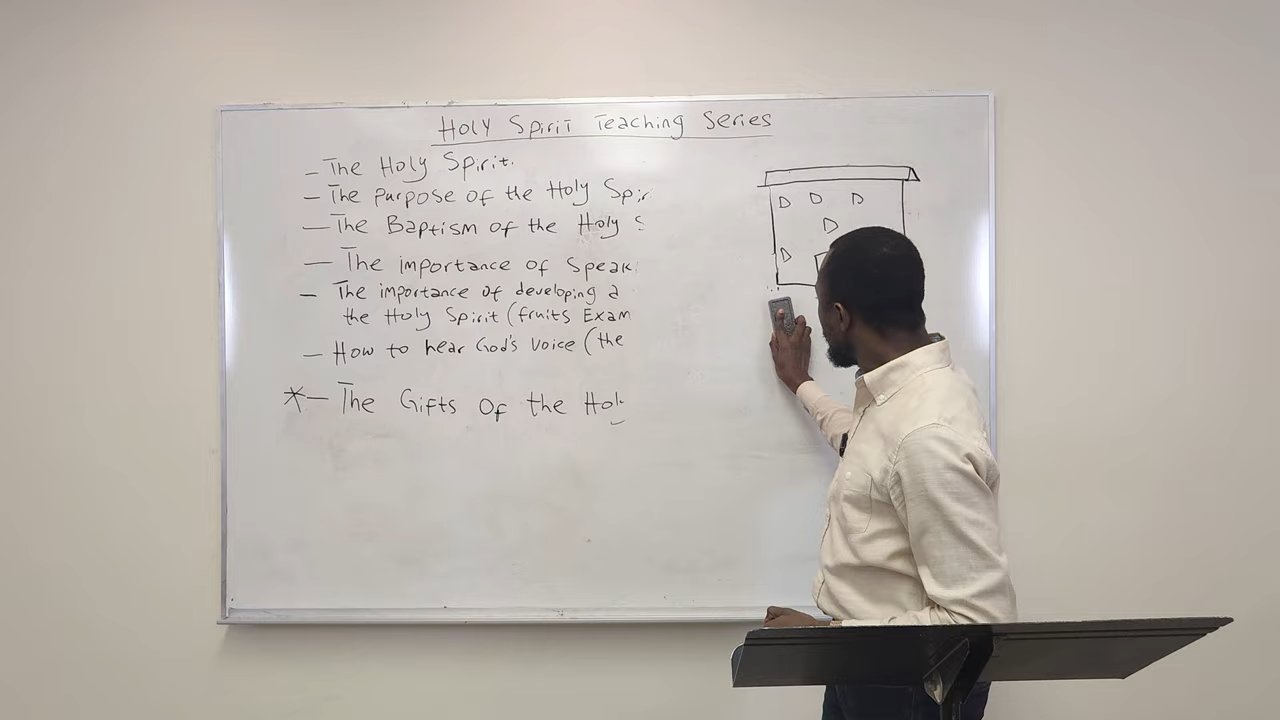 Holy Spirit Teaching Series
- The Holy Spirit.
- The Purpose of the Holy Spir
- The Baptism of the Holy S
- The importance of Speak
- The importance of developing a
the Holy Spirit (fruits Exam
- How to hear God's voice (the
*- The Gifts Of the Hol
D D D
D
D